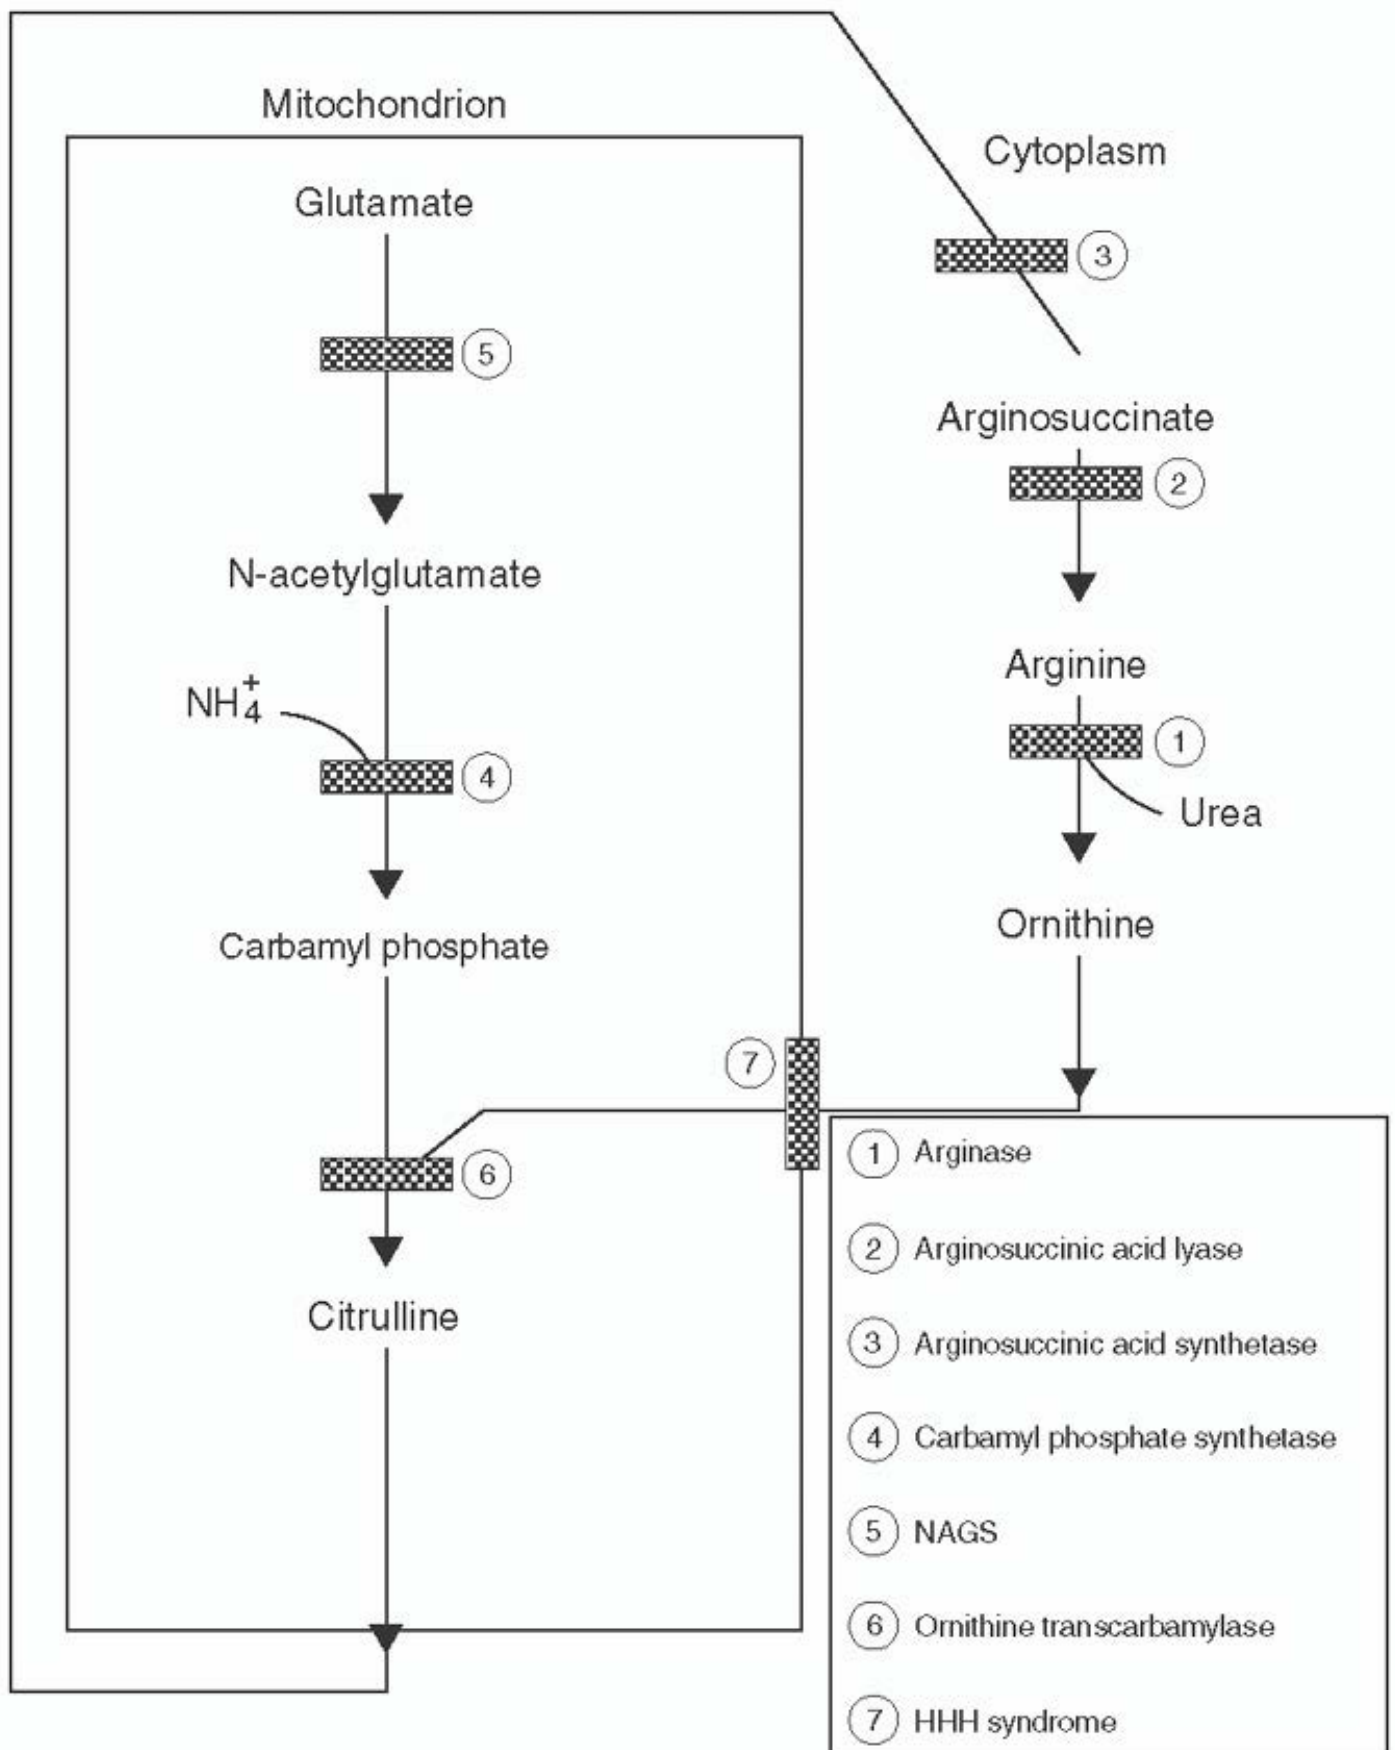 Mitochondrion
Cytoplasm
Glutamate
3
5
Arginosuccinate
2
N-acetylglutamate
Arginine
NH4+
1
4
Urea
Ornithine
Carbamyl phosphate
7
6
Citrulline
1 Arginase
2 Arginosuccinic acid lyase
3 Arginosuccinic acid synthetase
4 Carbamyl phosphate synthetase
5 NAGS
6 Ornithine transcarbamylase
7 HHH syndrome